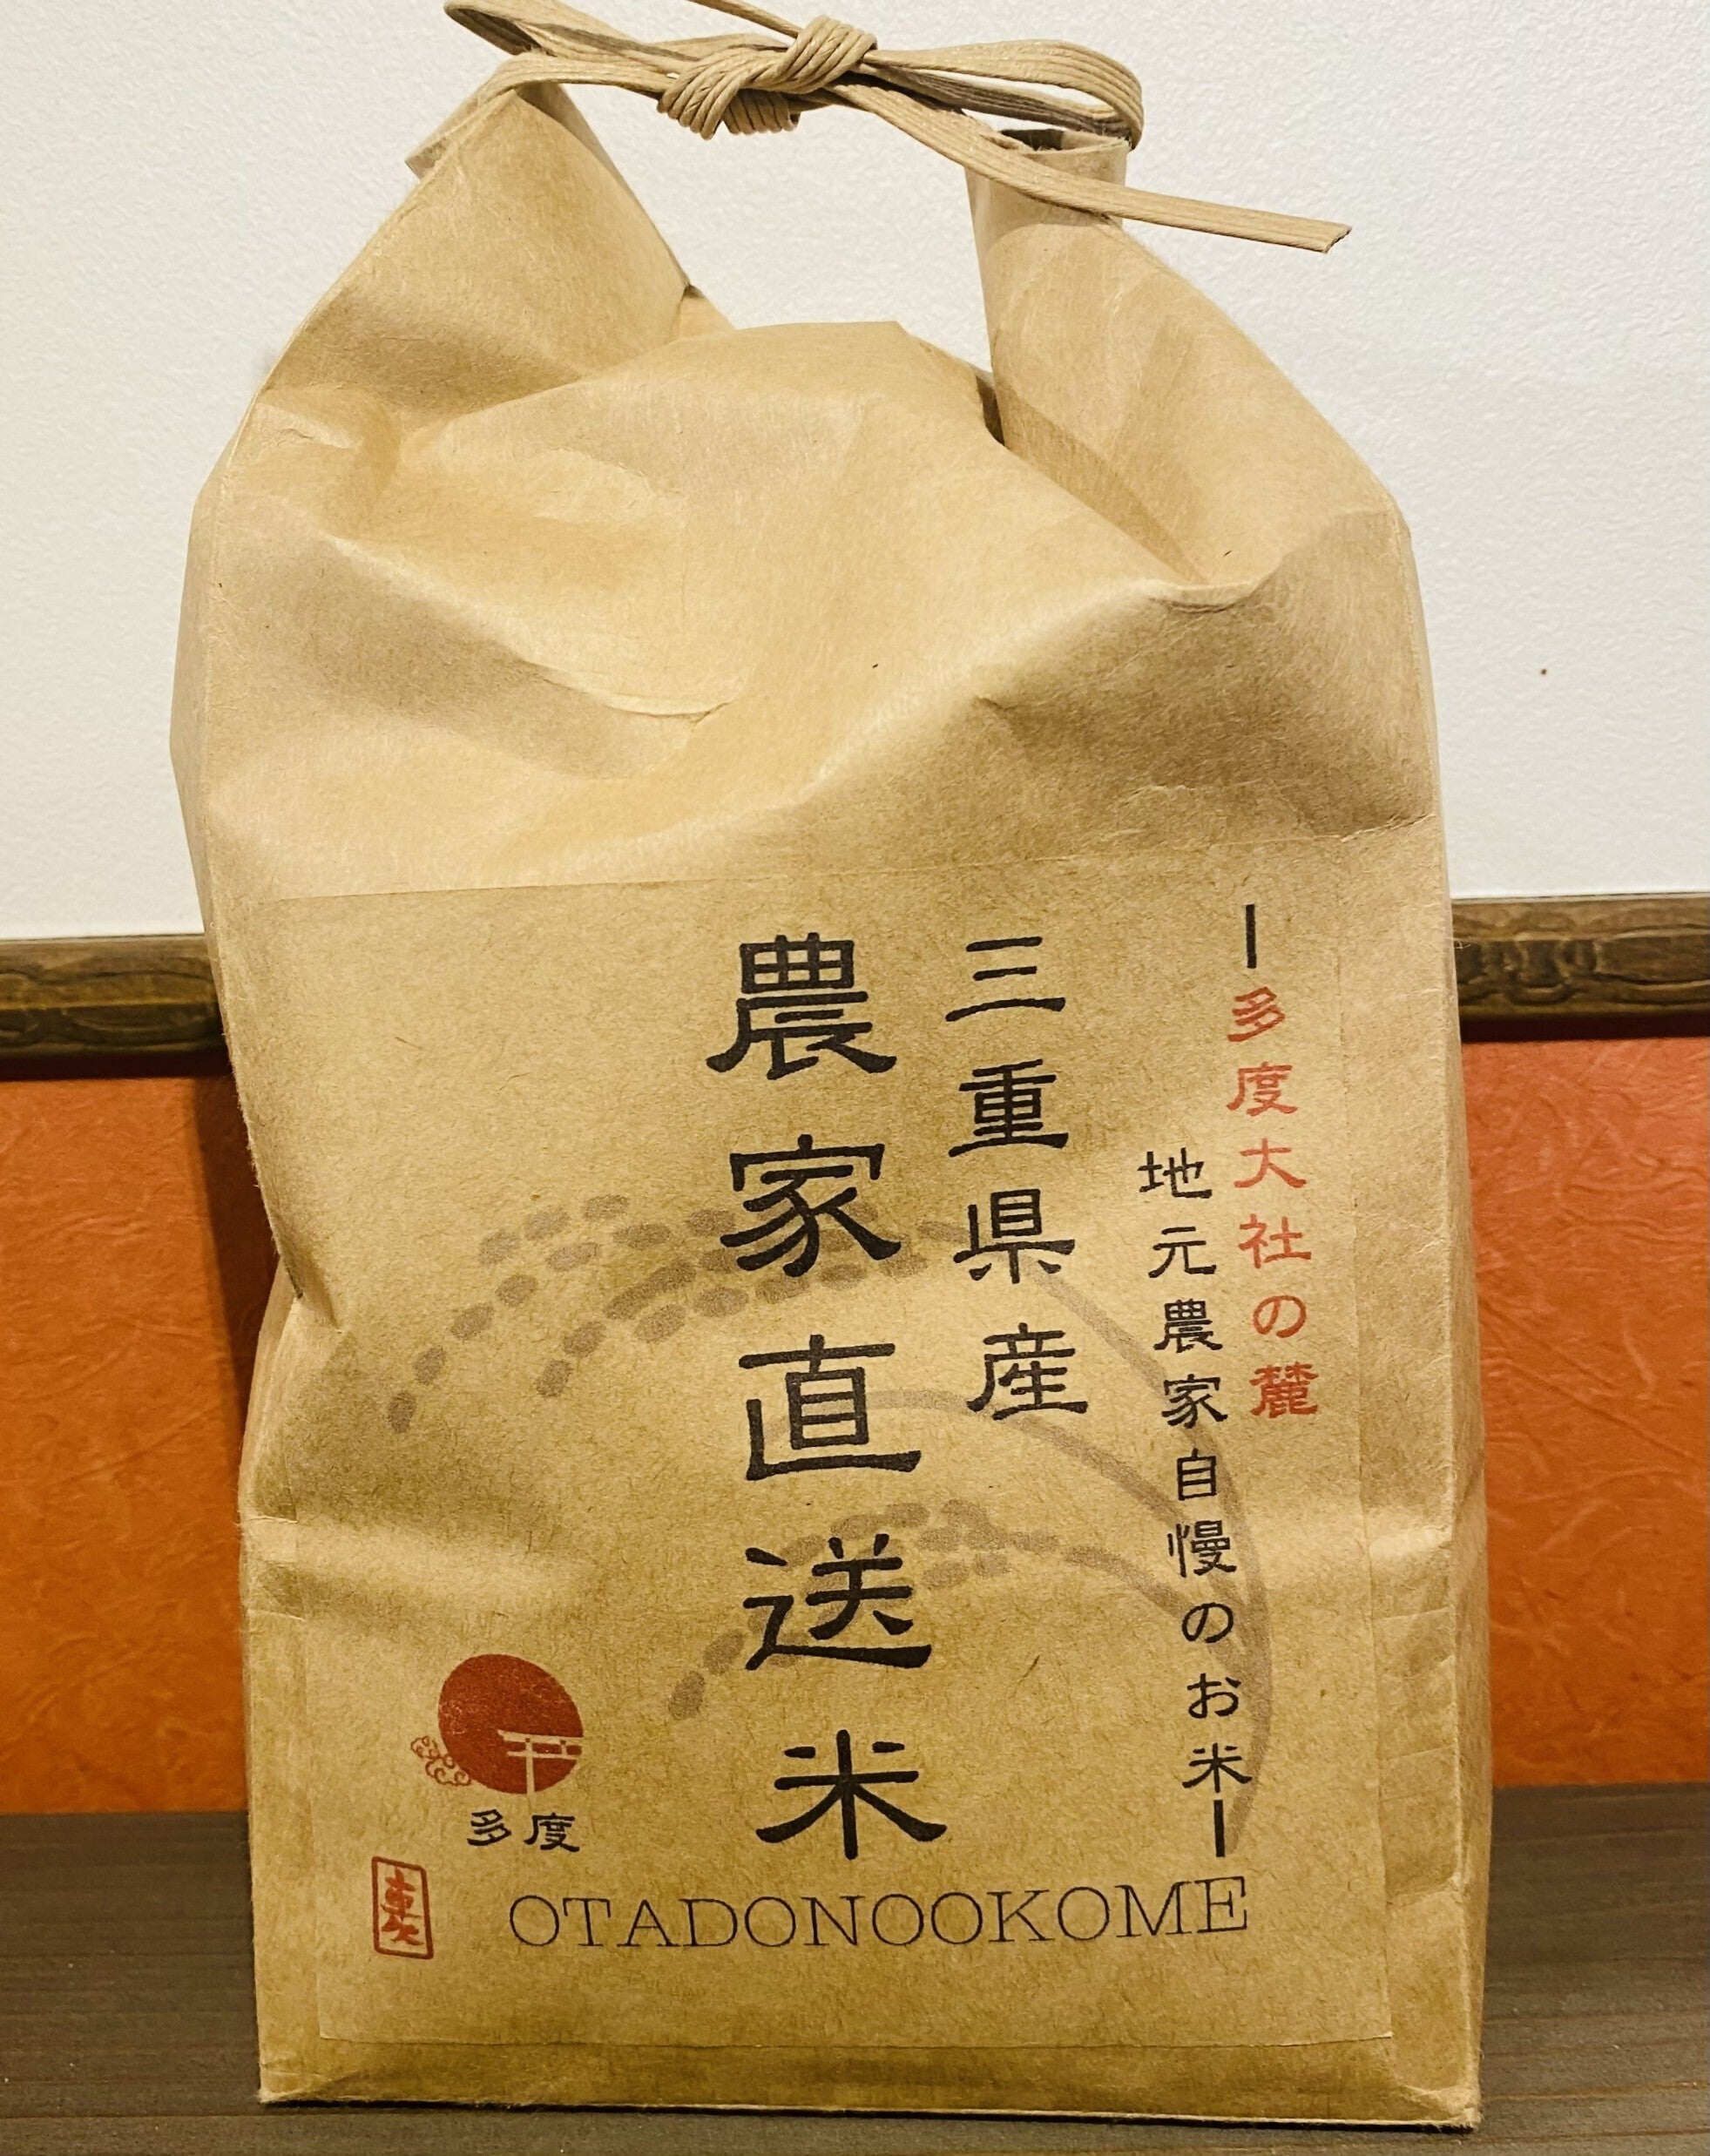 ー多度大社の麓
地元農家自慢のお米ー
三重県産
農家直送米
多度
OTADONOOKOME